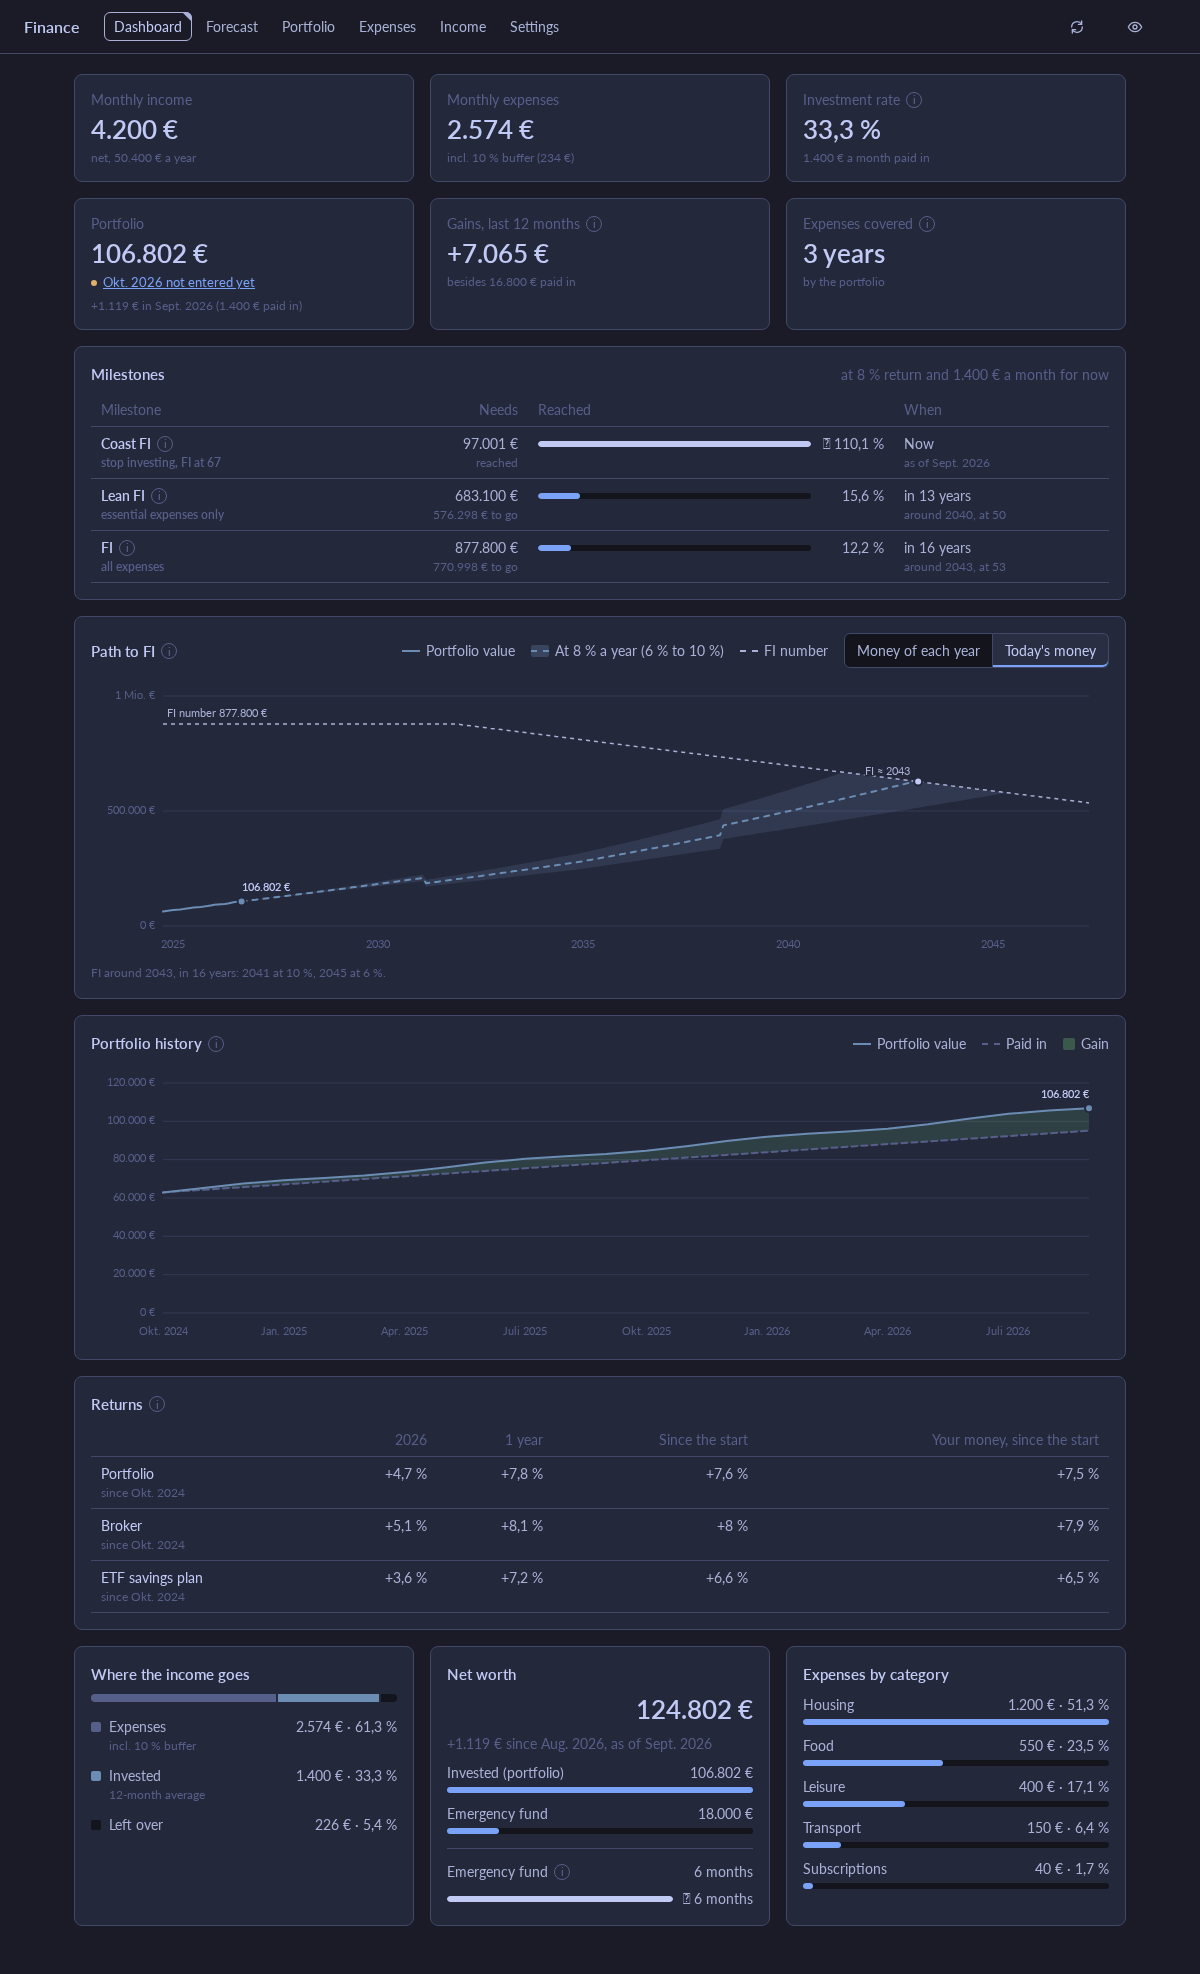 Finance Dashboard Forecast Portfolio Expenses Income Settings
Monthly income
4.200 €
net, 50.400 € a year
Monthly expenses
2.574 €
incl. 10 % buffer (234 €)
Investment rate
33,3 %
1.400 € a month paid in
Portfolio
106.802 €
Okt. 2026 not entered yet
+1.119 € in Sept. 2026 (1.400 € paid in)
Gains, last 12 months
+7.065 €
besides 16.800 € paid in
Expenses covered
3 years
by the portfolio
Milestones at 8 % return and 1.400 € a month for now
Milestone Needs Reached When
Coast FI 97.001 € 110,1 % Now
stop investing, FI at 67 reached as of Sept. 2026
Lean FI 683.100 € 15,6 % in 13 years
essential expenses only 576.298 € to go around 2040, at 50
FI 877.800 € 12,2 % in 16 years
all expenses 770.998 € to go around 2043, at 53
Path to FI Portfolio value At 8 % a year (6 % to 10 %) FI number Money of each year Today's money
1 Mio. €
FI number 877.800 €
FI ≈ 2043
500.000 €
106.802 €
0 €
2025 2030 2035 2040 2045
FI around 2043, in 16 years: 2041 at 10 %, 2045 at 6 %.
Portfolio history Portfolio value Paid in Gain
120.000 €
106.802 €
100.000 €
80.000 €
60.000 €
40.000 €
20.000 €
0 €
Okt. 2024 Jan. 2025 Apr. 2025 Juli 2025 Okt. 2025 Jan. 2026 Apr. 2026 Juli 2026
Returns
2026 1 year Since the start Your money, since the start
Portfolio +4,7 % +7,8 % +7,6 % +7,5 %
since Okt. 2024
Broker +5,1 % +8,1 % +8 % +7,9 %
since Okt. 2024
ETF savings plan +3,6 % +7,2 % +6,6 % +6,5 %
since Okt. 2024
Where the income goes
Expenses 2.574 € · 61,3 %
incl. 10 % buffer
Invested 1.400 € · 33,3 %
12-month average
Left over 226 € · 5,4 %
Net worth
124.802 €
+1.119 € since Aug. 2026, as of Sept. 2026
Invested (portfolio) 106.802 €
Emergency fund 18.000 €
Emergency fund 6 months
6 months
Expenses by category
Housing 1.200 € · 51,3 %
Food 550 € · 23,5 %
Leisure 400 € · 17,1 %
Transport 150 € · 6,4 %
Subscriptions 40 € · 1,7 %